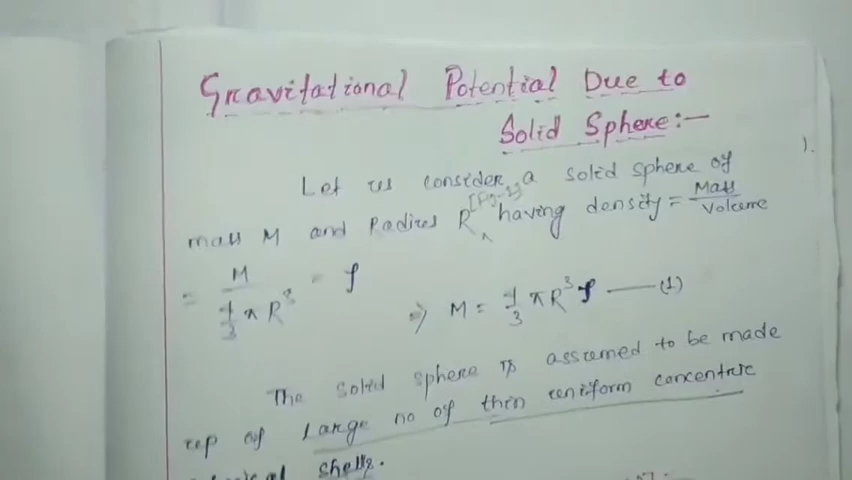 Gravitational Potential Due to
Solid Sphere:-
Let us consider a solid sphere of
mass M and Radius R [Fig-1] having density = Mass/Volume
= M / 4/3 π R³ = ρ
⇒ M = 4/3 π R³ ρ —— (1)
The solid sphere is assumed to be made
up of Large no of thin uniform concentric
shells.